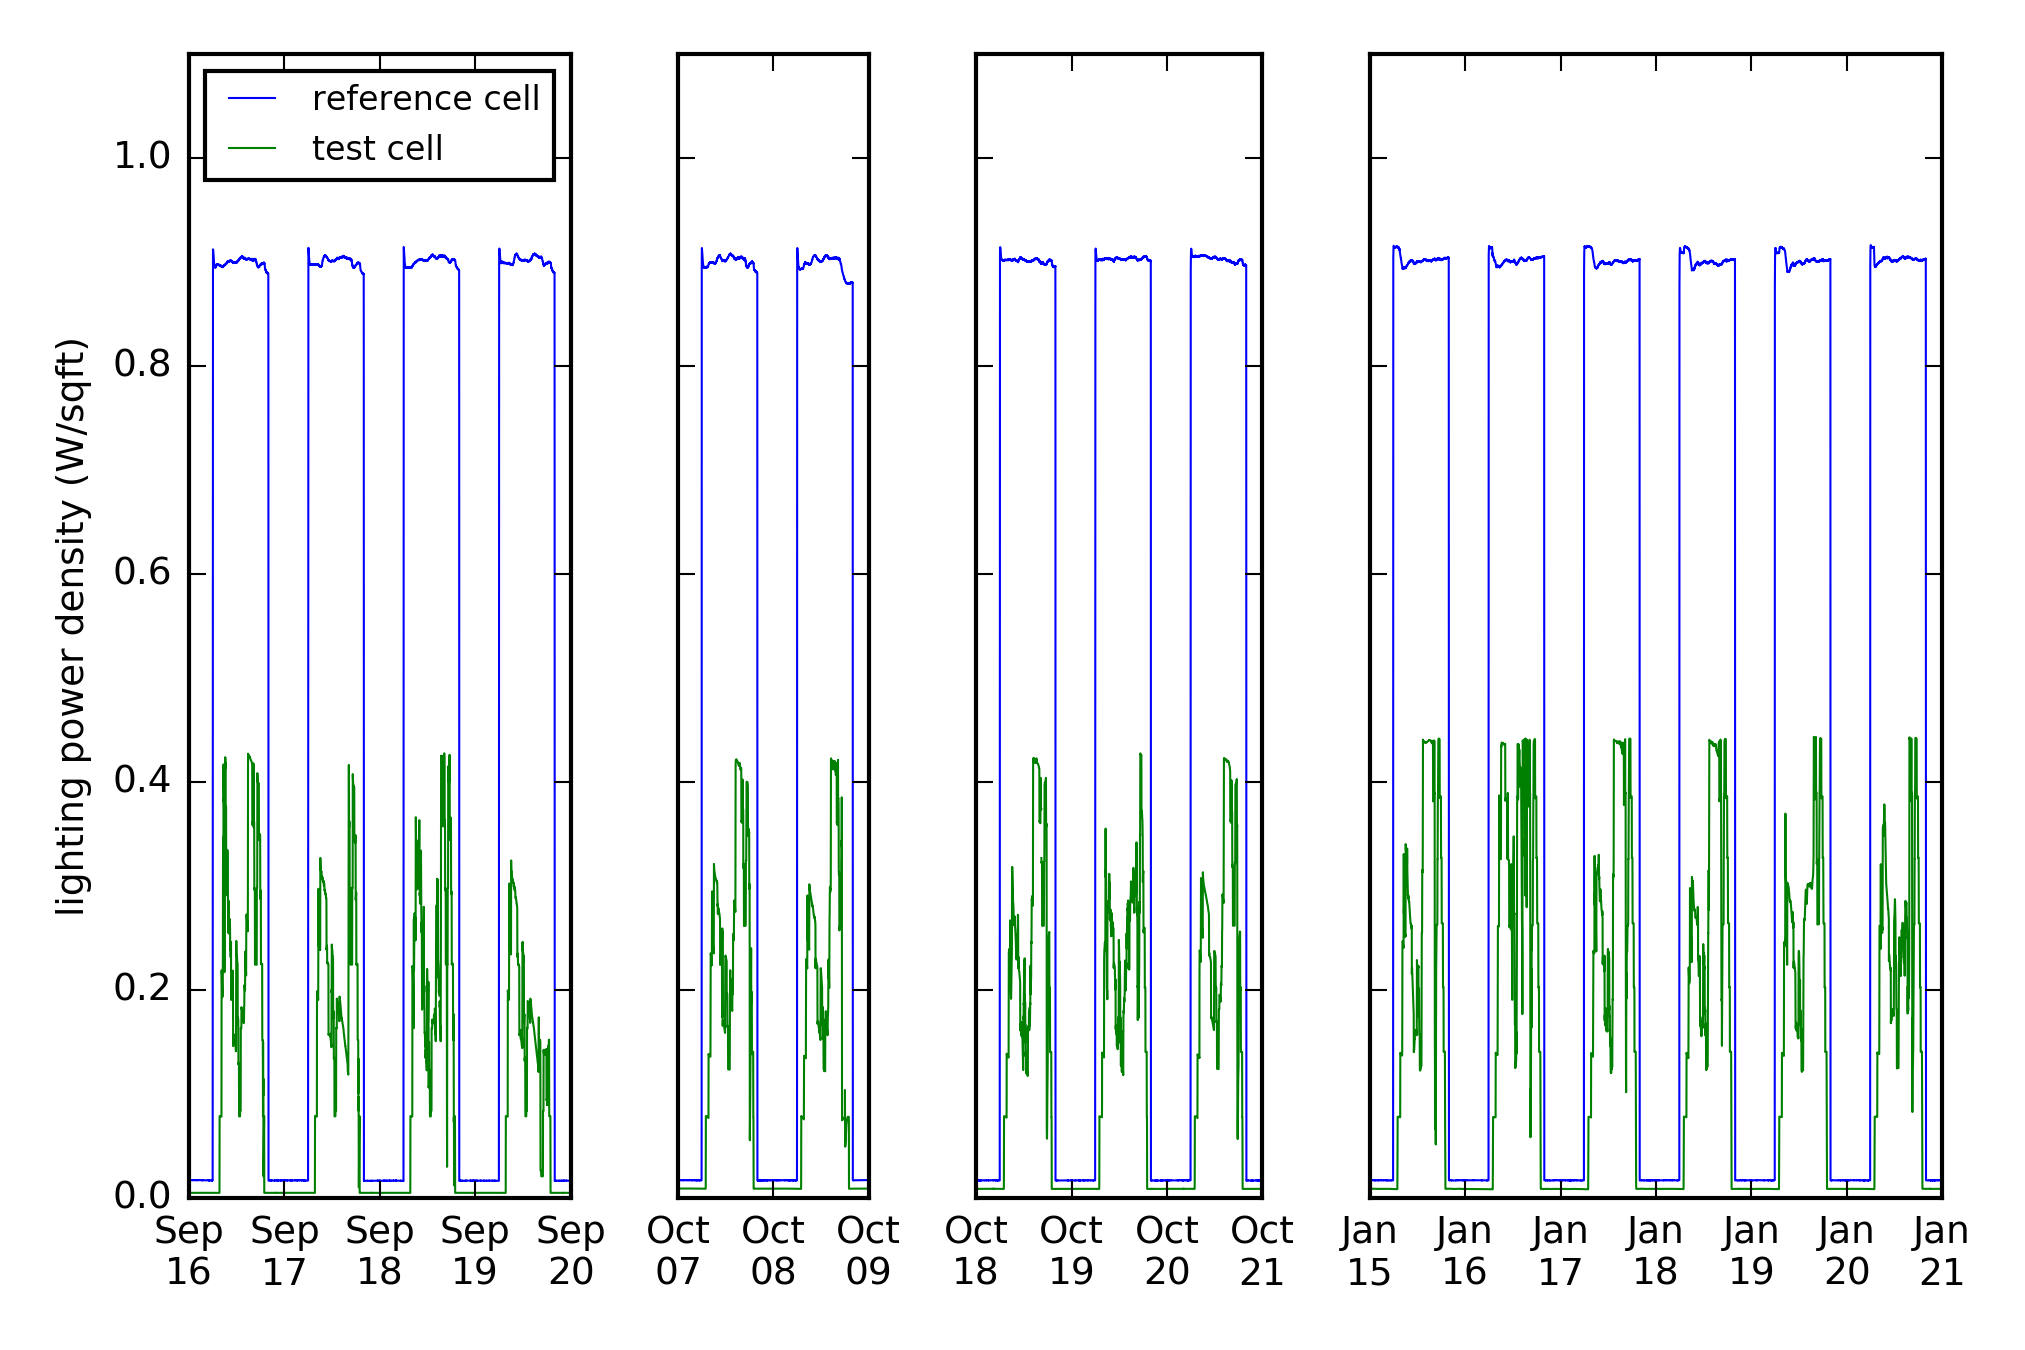 reference cell
test cell
lighting power density (W/sqft)
1.0
0.8
0.6
0.4
0.2
0.0
Sep Sep Sep Sep Sep Oct Oct Oct Oct Oct Oct Oct Jan Jan Jan Jan Jan Jan Jan
16 17 18 19 20 07 08 09 18 19 20 21 15 16 17 18 19 20 21